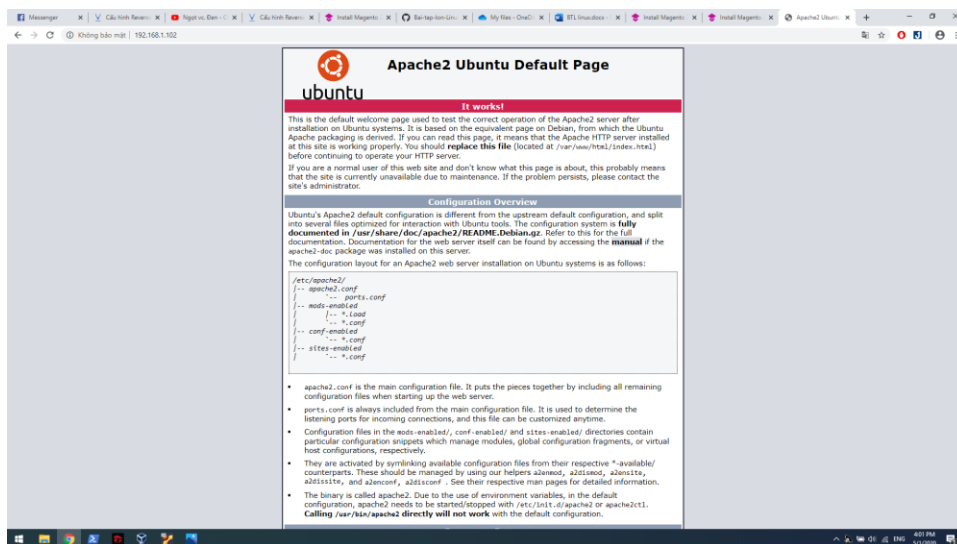 Messenger
Cấu hình Reverse
Ngọt vs. Đen - C
Cấu hình Reverse
Install Magento
Bai-tap-lon-Linu
My files - OneD
BTL linux.docx -
Install Magento
Install Magento
Apache2 Ubuntu
Không bảo mật | 192.168.1.102
ubuntu
Apache2 Ubuntu Default Page
It works!
This is the default welcome page used to test the correct operation of the Apache2 server after
installation on Ubuntu systems. It is based on the equivalent page on Debian, from which the Ubuntu
Apache packaging is derived. If you can read this page, it means that the Apache HTTP server installed
at this site is working properly. You should replace this file (located at /var/www/html/index.html)
before continuing to operate your HTTP server.
If you are a normal user of this web site and don't know what this page is about, this probably means
that the site is currently unavailable due to maintenance. If the problem persists, please contact the
site's administrator.
Configuration Overview
Ubuntu's Apache2 default configuration is different from the upstream default configuration, and split
into several files optimized for interaction with Ubuntu tools. The configuration system is fully
documented in /usr/share/doc/apache2/README.Debian.gz. Refer to this for the full
documentation. Documentation for the web server itself can be found by accessing the manual if the
apache2-doc package was installed on this server.
The configuration layout for an Apache2 web server installation on Ubuntu systems is as follows:
/etc/apache2/
|-- apache2.conf
|       `--  ports.conf
|-- mods-enabled
|       |-- *.load
|       `-- *.conf
|-- conf-enabled
|       `-- *.conf
|-- sites-enabled
|       `-- *.conf
• apache2.conf is the main configuration file. It puts the pieces together by including all remaining
configuration files when starting up the web server.
• ports.conf is always included from the main configuration file. It is used to determine the
listening ports for incoming connections, and this file can be customized anytime.
• Configuration files in the mods-enabled/, conf-enabled/ and sites-enabled/ directories contain
particular configuration snippets which manage modules, global configuration fragments, or virtual
host configurations, respectively.
• They are activated by symlinking available configuration files from their respective *-available/
counterparts. These should be managed by using our helpers a2enmod, a2dismod, a2ensite,
a2dissite, and a2enconf, a2disconf . See their respective man pages for detailed information.
• The binary is called apache2. Due to the use of environment variables, in the default
configuration, apache2 needs to be started/stopped with /etc/init.d/apache2 or apache2ctl.
Calling /usr/bin/apache2 directly will not work with the default configuration.
ENG
4:01 PM
5/1/2020